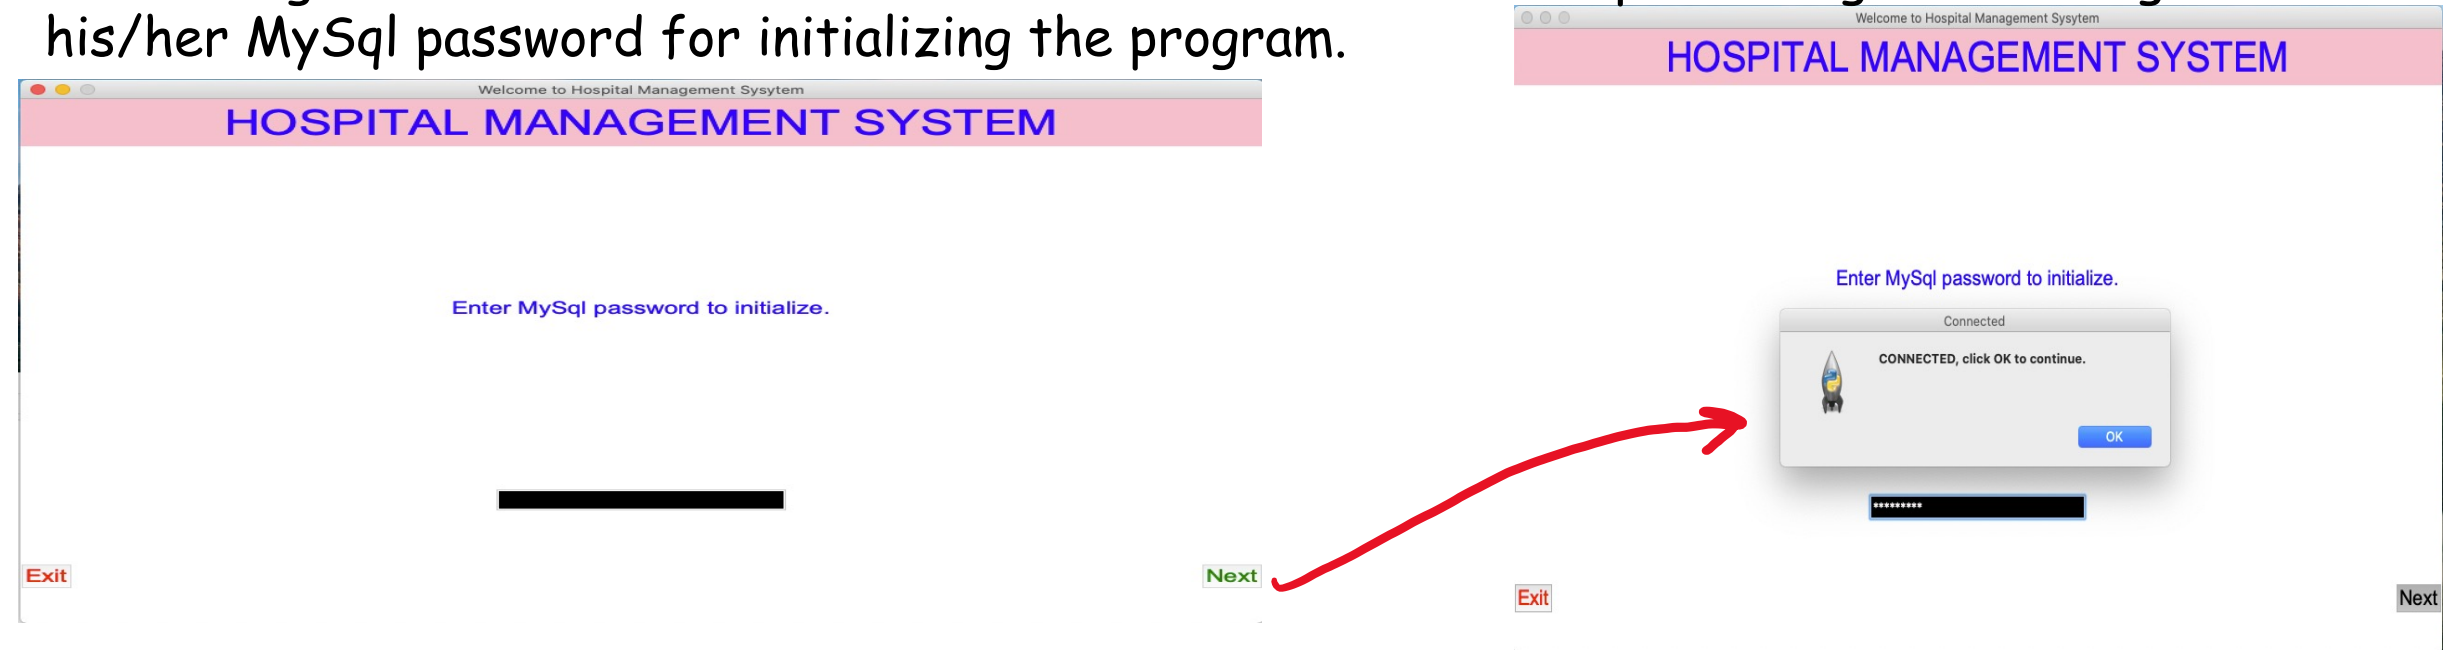 his/her MySql password for initializing the program.
Welcome to Hospital Management Sysytem
HOSPITAL MANAGEMENT SYSTEM
Enter MySql password to initialize.
Exit
Next
Welcome to Hospital Management Sysytem
HOSPITAL MANAGEMENT SYSTEM
Enter MySql password to initialize.
Connected
CONNECTED, click OK to continue.
OK
*********
Exit
Next